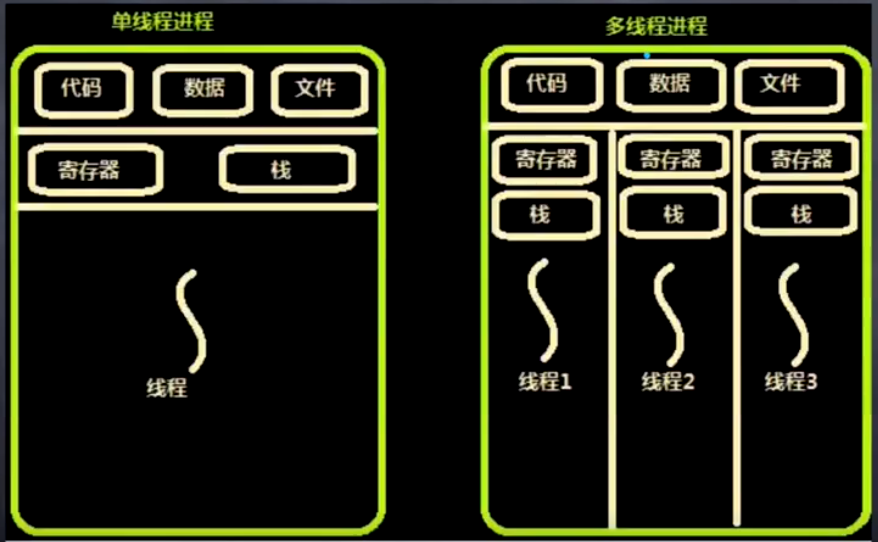 单线程进程
代码 数据 文件
寄存器 栈
线程
多线程进程
代码 数据 文件
寄存器 寄存器 寄存器
栈 栈 栈
线程1 线程2 线程3